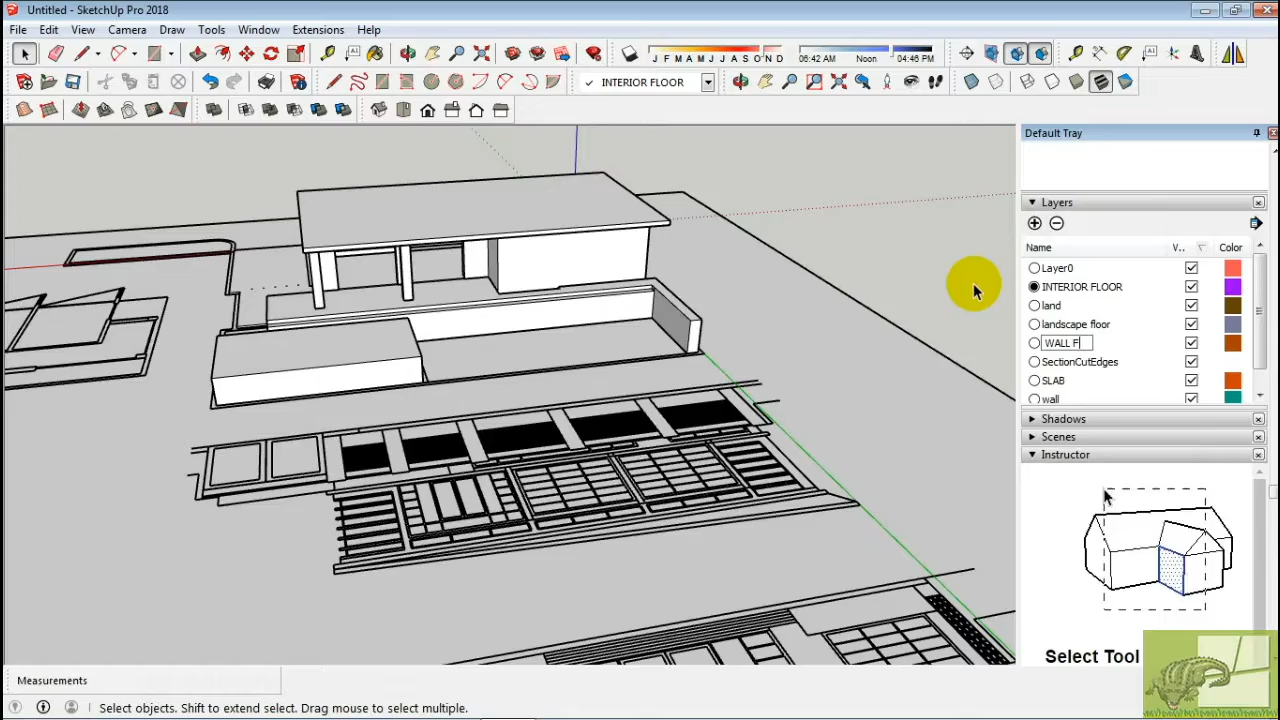 Untitled - SketchUp Pro 2018
File Edit View Camera Draw Tools Window Help Extensions
J F M A M J J A S O N D
06:42 AM Noon 04:46 PM
INTERIOR FLOOR
Default Tray
Layers
Name V.. Color
Layer0
INTERIOR FLOOR
land
landscape floor
WALL F
SectionCutEdges
SLAB
wall
Shadows
Scenes
Instructor
Select Tool
Measurements
Select objects. Shift to extend select. Drag mouse to select multiple.